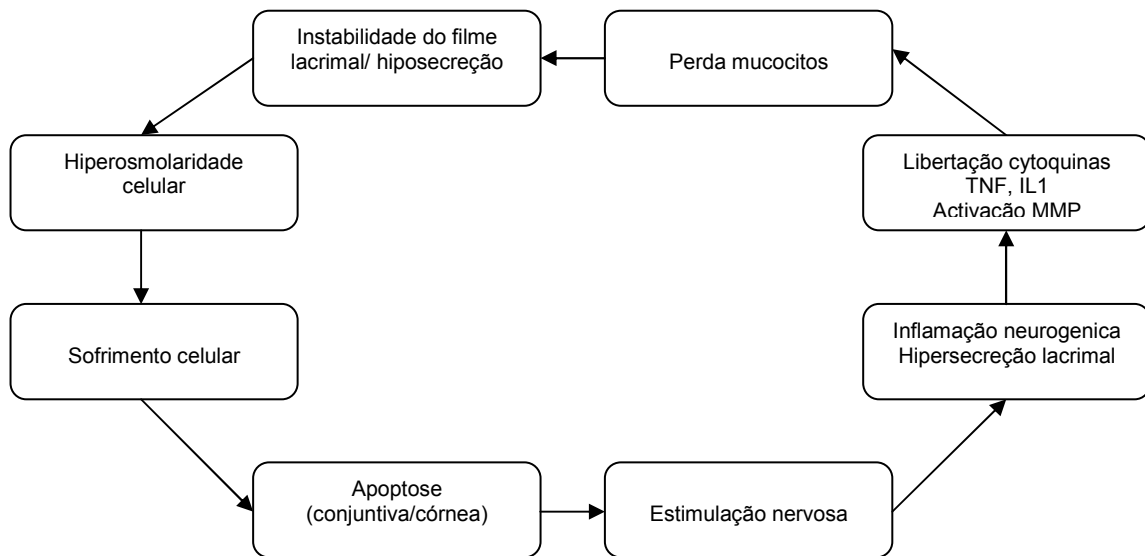 Instabilidade do filme
lacrimal/ hiposecreção
Perda mucocitos
Hiperosmolaridade
celular
Libertação cytoquinas
TNF, IL1
Activação MMP
Sofrimento celular
Inflamação neurogenica
Hipersecreção lacrimal
Apoptose
(conjuntiva/córnea)
Estimulação nervosa